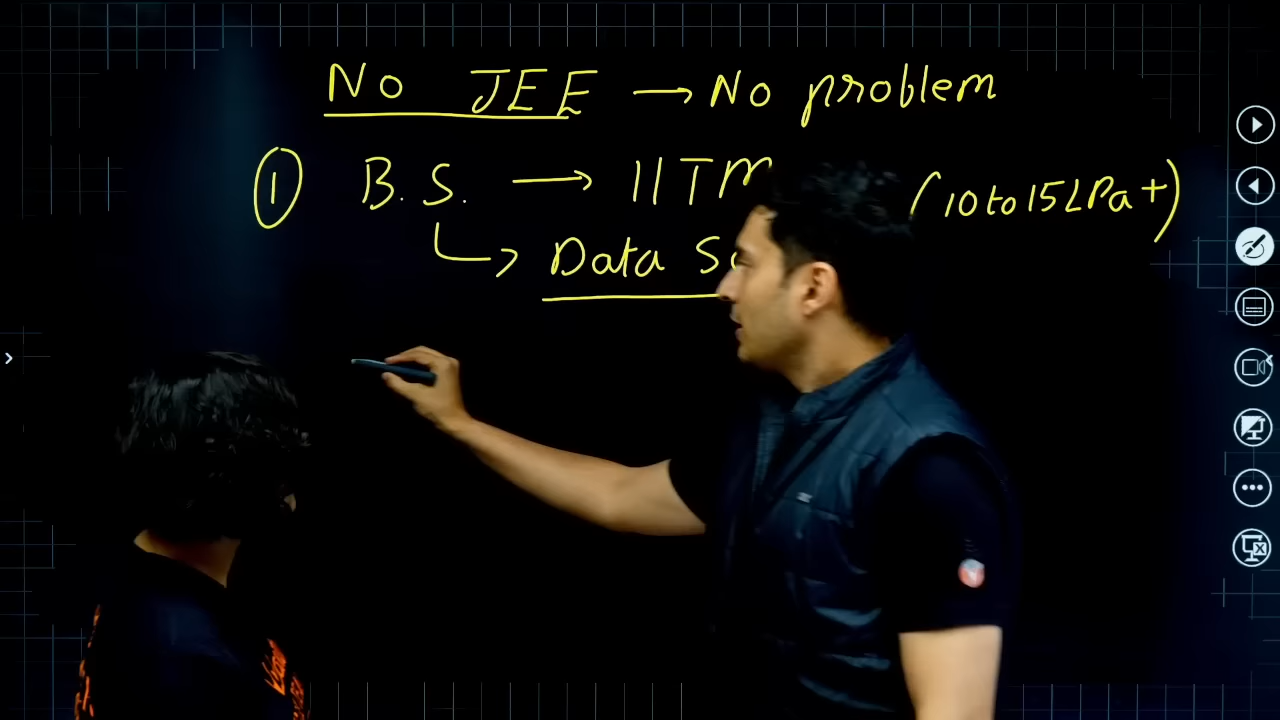 No JEE → No problem
① B.S. → IITM (10 to 15 LPa+)
↳ Data